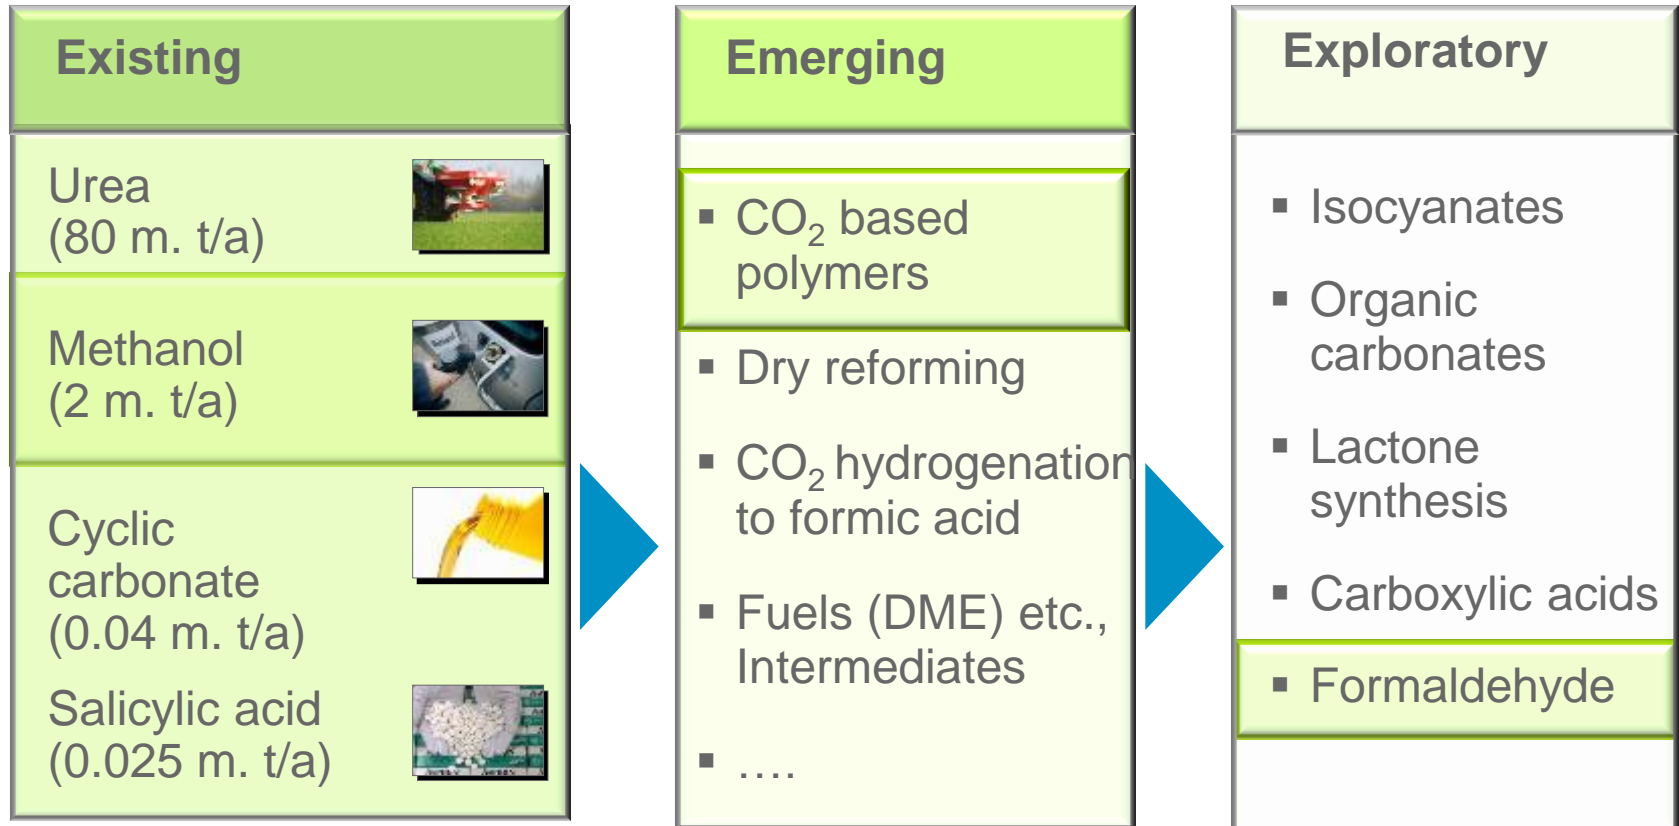 Existing
Urea
(80 m. t/a)
Methanol
(2 m. t/a)
Cyclic
carbonate
(0.04 m. t/a)
Salicylic acid
(0.025 m. t/a)
Emerging
▪ CO₂ based
polymers
▪ Dry reforming
▪ CO₂ hydrogenation
to formic acid
▪ Fuels (DME) etc.,
Intermediates
▪ ….
Exploratory
▪ Isocyanates
▪ Organic
carbonates
▪ Lactone
synthesis
▪ Carboxylic acids
▪ Formaldehyde